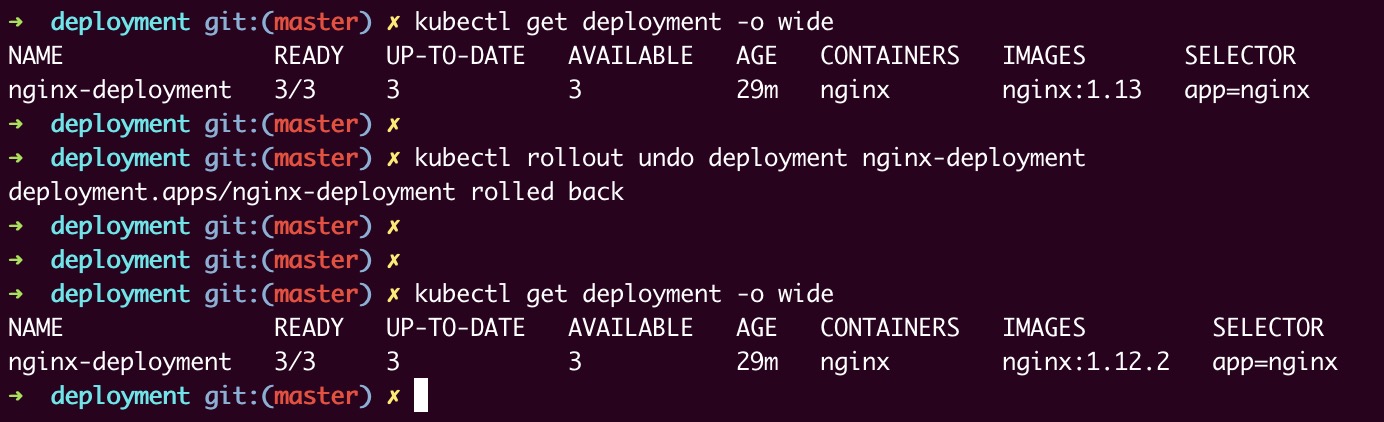 ➜  deployment git:(master) ✗ kubectl get deployment -o wide
NAME               READY   UP-TO-DATE   AVAILABLE   AGE   CONTAINERS   IMAGES       SELECTOR
nginx-deployment   3/3     3            3           29m   nginx        nginx:1.13   app=nginx
➜  deployment git:(master) ✗
➜  deployment git:(master) ✗ kubectl rollout undo deployment nginx-deployment
deployment.apps/nginx-deployment rolled back
➜  deployment git:(master) ✗
➜  deployment git:(master) ✗
➜  deployment git:(master) ✗ kubectl get deployment -o wide
NAME               READY   UP-TO-DATE   AVAILABLE   AGE   CONTAINERS   IMAGES         SELECTOR
nginx-deployment   3/3     3            3           29m   nginx        nginx:1.12.2   app=nginx
➜  deployment git:(master) ✗